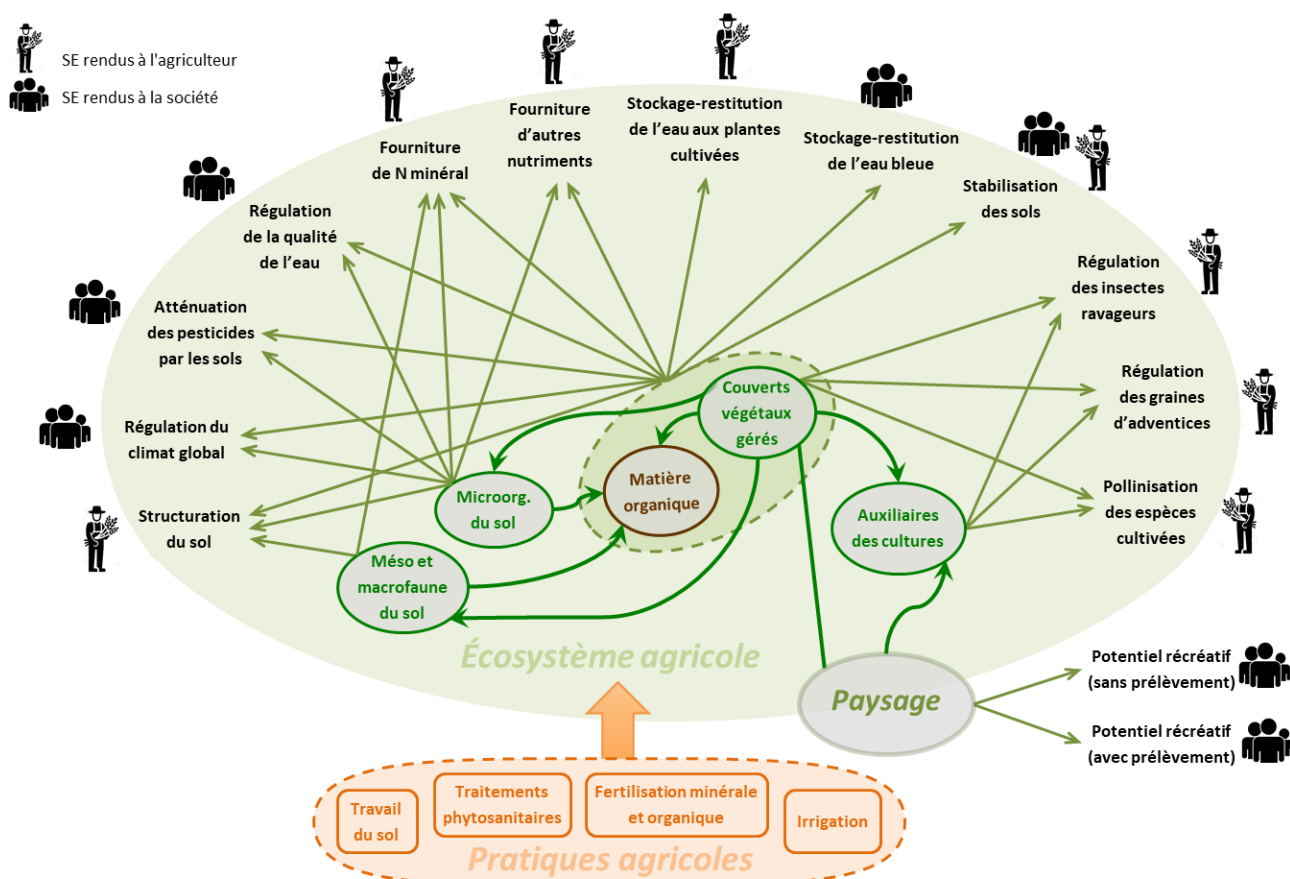 SE rendus à l'agriculteur
SE rendus à la société
Fourniture
de N minéral
Fourniture
d’autres
nutriments
Stockage-restitution
de l’eau aux plantes
cultivées
Stockage-restitution
de l’eau bleue
Stabilisation
des sols
Régulation
de la qualité
de l’eau
Régulation
des insectes
ravageurs
Atténuation
des pesticides
par les sols
Régulation
des graines
d’adventices
Régulation du
climat global
Structuration
du sol
Pollinisation
des espèces
cultivées
Couverts
végétaux
gérés
Matière
organique
Microorg.
du sol
Méso et
macrofaune
du sol
Auxiliaires
des cultures
Écosystème agricole
Paysage
Potentiel récréatif
(sans prélèvement)
Potentiel récréatif
(avec prélèvement)
Travail
du sol
Traitements
phytosanitaires
Fertilisation minérale
et organique
Irrigation
Pratiques agricoles